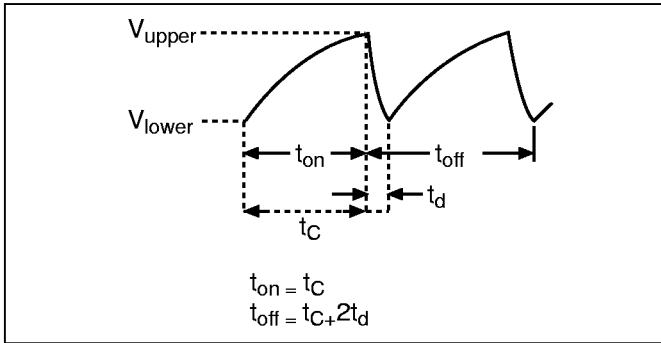 Vupper
Vlower
ton
toff
td
tC
ton = tC
toff = tC+2td